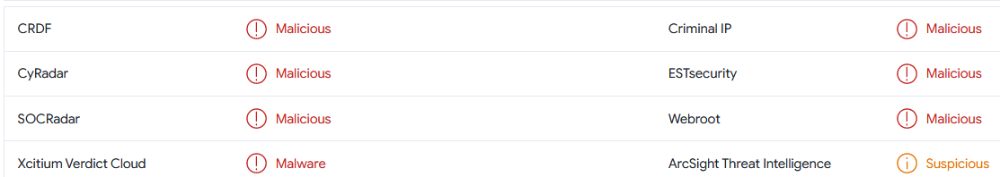 CRDF Malicious Criminal IP Malicious
CyRadar Malicious ESTsecurity Malicious
SOCRadar Malicious Webroot Malicious
Xcitium Verdict Cloud Malware ArcSight Threat Intelligence Suspicious